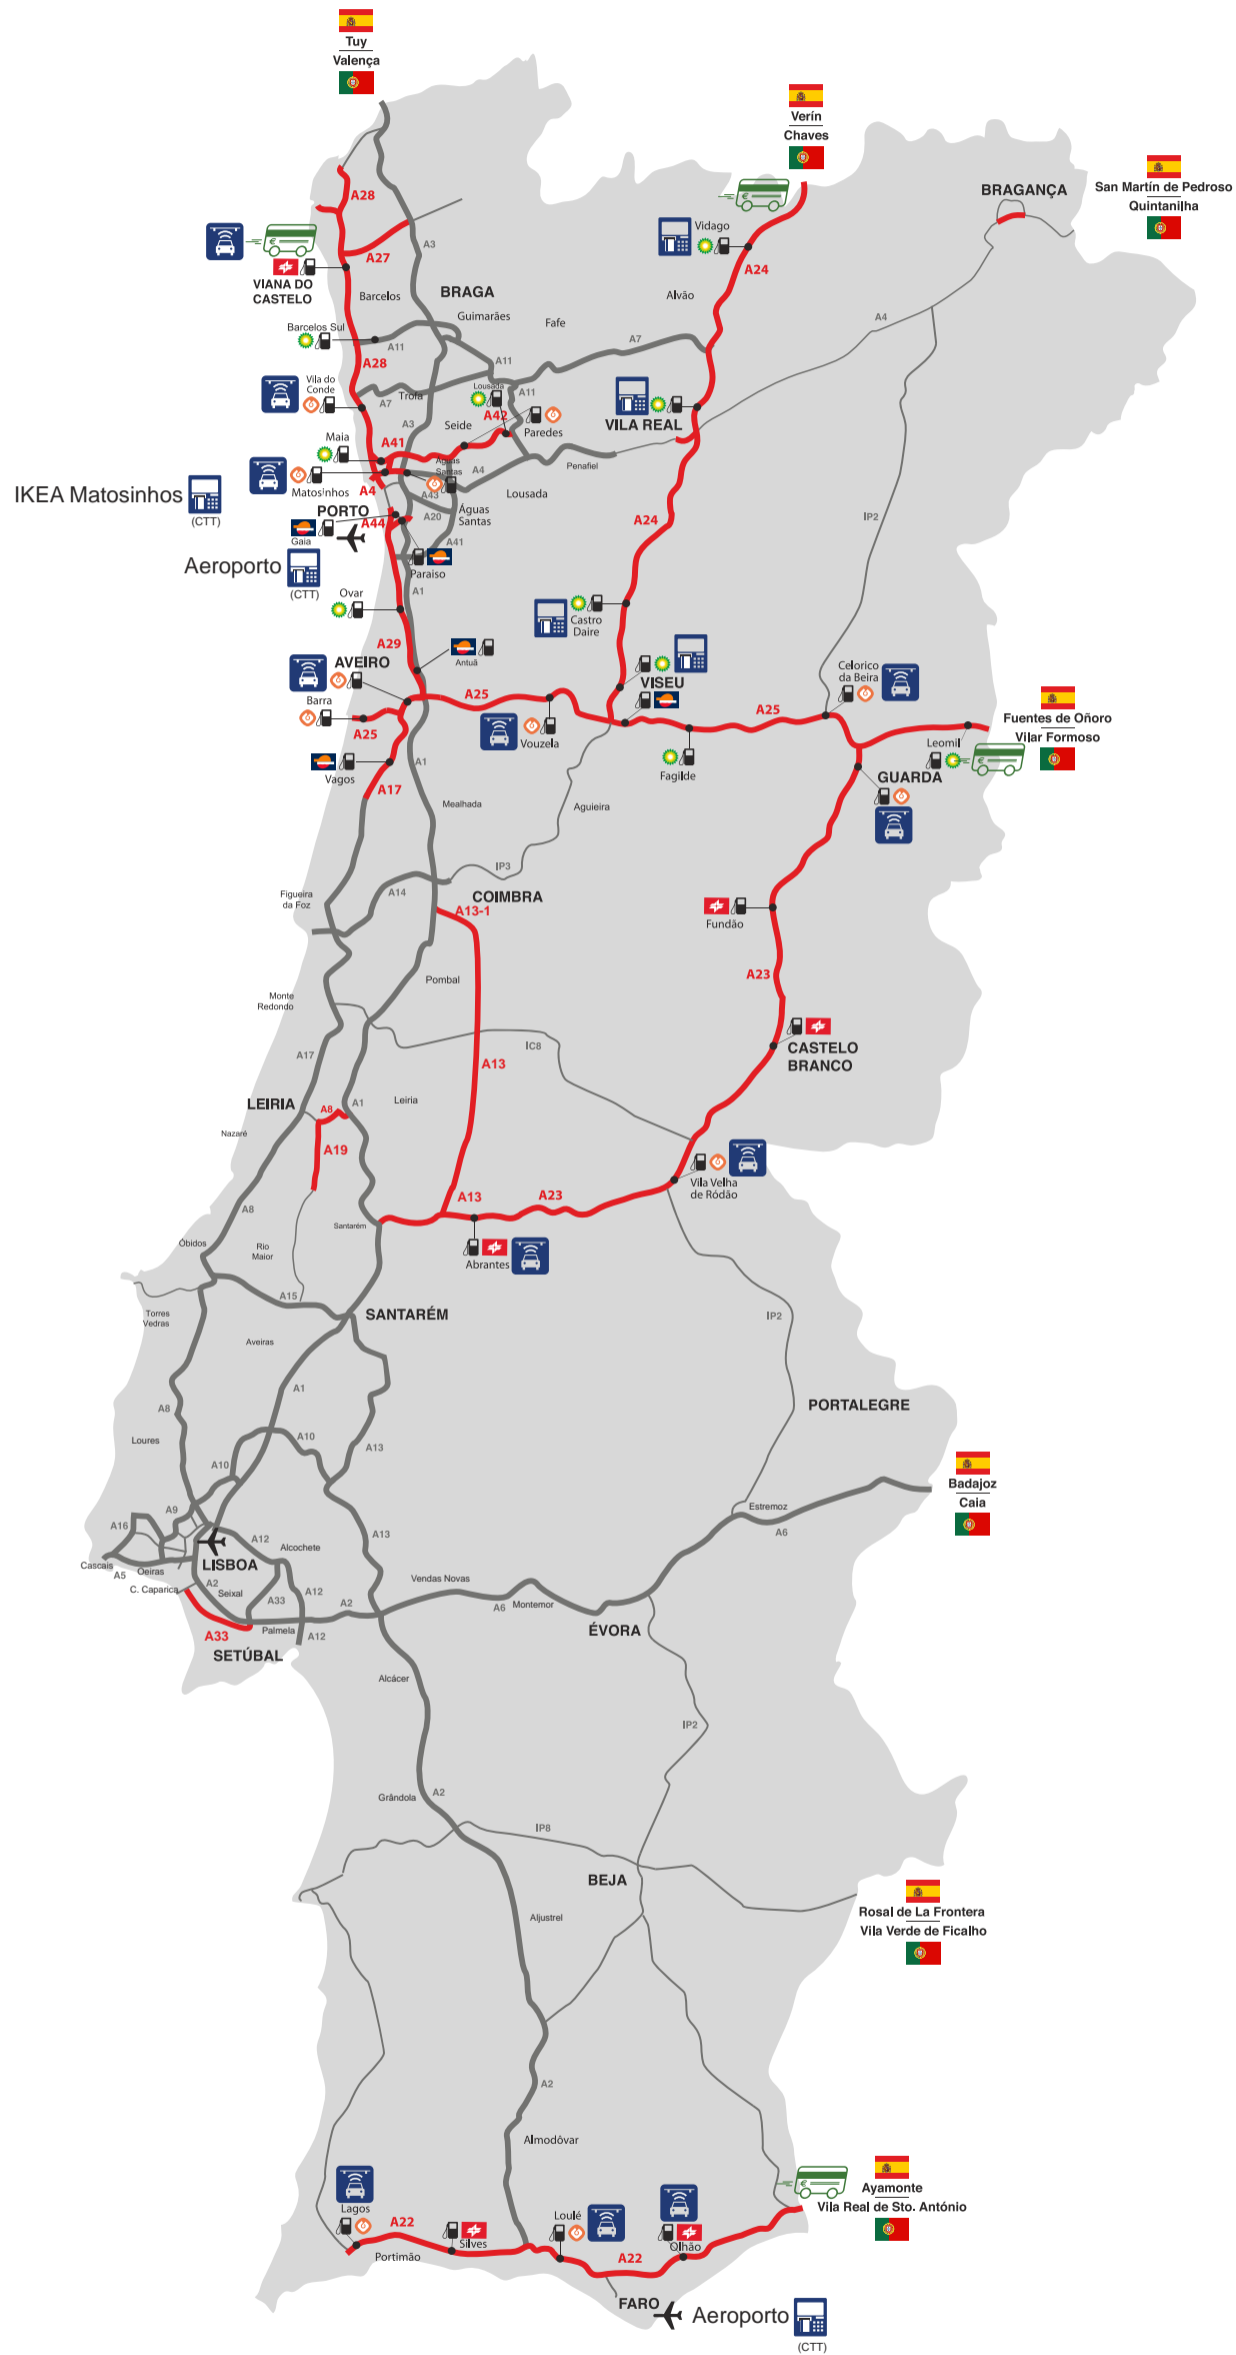 Tuy
Valença
Verín
Chaves
San Martín de Pedroso
Quintanilha
BRAGANÇA
A28
Vidago
A3
A27
A24
VIANA DO
CASTELO
Barcelos
BRAGA
Alvão
Guimarães
Fafe
Barcelos Sul
A4
A11
A7
A28
A11
Vila do
Conde
Lousada
A11
Trofa
A7
A42
VILA REAL
A3
Seide
Paredes
Maia
A41
Águas
Santas
A4
Penafiel
IKEA Matosinhos
(CTT)
Matosinhos
A4
A43
Lousada
PORTO
A44
A20
Águas
Santas
A24
IP2
Gaia
A41
Aeroporto
(CTT)
Paraiso
A1
Ovar
Castro
Daire
A29
Antuã
AVEIRO
VISEU
Celorico
da Beira
Barra
A25
A25
A25
Fuentes de Oñoro
Vilar Formoso
Vouzela
Leomil
Vagos
A1
Fagilde
GUARDA
A17
Mealhada
Aguieira
IP3
A14
COIMBRA
Figueira
da Foz
A13-1
Fundão
A23
Pombal
Monte
Redondo
IC8
CASTELO
BRANCO
A17
A13
LEIRIA
A8
A1
Leiria
Nazaré
A19
Vila Velha
de Ródão
A13
A23
A8
Santarém
Óbidos
Rio
Maior
Abrantes
A15
Torres
Vedras
SANTARÉM
IP2
Aveiras
A1
PORTALEGRE
A8
Loures
A10
A13
A10
Badajoz
Caia
A9
Estremoz
A16
A12
A13
A6
Alcochete
Cascais
A5
Oeiras
LISBOA
C. Caparica
A2
Seixal
A12
Vendas Novas
A33
A2
A6
Montemor
A33
Palmela
A12
ÉVORA
SETÚBAL
Alcácer
IP2
Grândola
A2
IP8
BEJA
Rosal de La Frontera
Vila Verde de Ficalho
Aljustrel
A2
Almodôvar
Ayamonte
Vila Real de Sto. António
Lagos
A22
Silves
Loulé
Olhão
Portimão
A22
FARO
Aeroporto
(CTT)